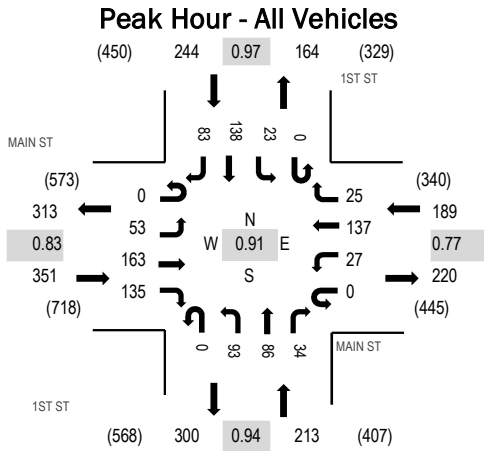 Peak Hour - All Vehicles
(450) 244 0.97 164 (329)
1ST ST
83 138 23 0
MAIN ST
(573) (340)
313 0 25 189
53 N 137
0.83 W 0.91 E 0.77
351 163 S 27 220
135 0
(718) (445)
0 93 86 34
MAIN ST
1ST ST
(568) 300 0.94 213 (407)